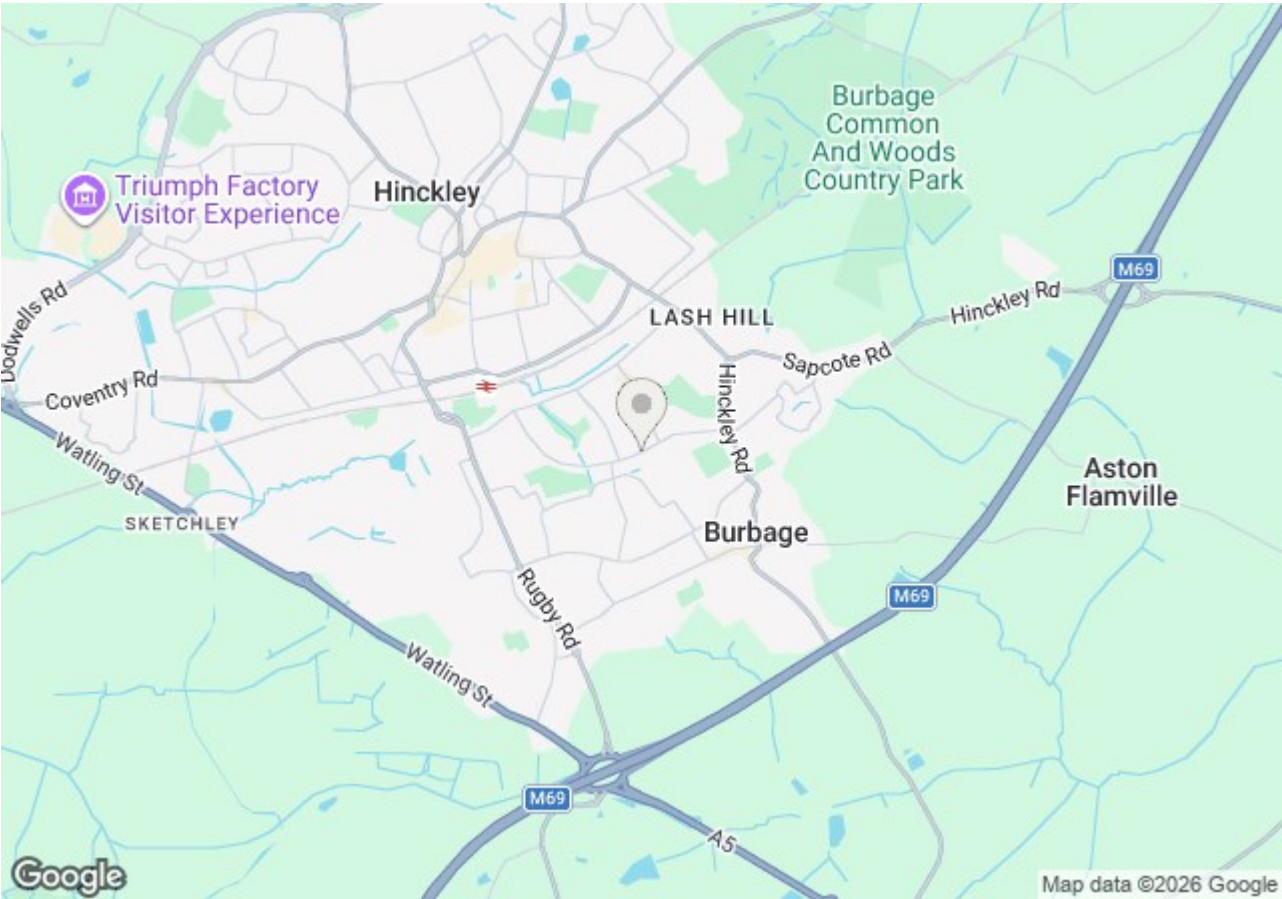 Burbage
Common
And Woods
Country Park
Triumph Factory
Visitor Experience
Hinckley
M69
Dodwells Rd
Hinckley Rd
LASH HILL
Sapcote Rd
Coventry Rd
Hinckley Rd
Watling St
Aston
Flamville
SKETCHLEY
Burbage
Rugby Rd
M69
Watling St
M69
A5
Google
Map data ©2026 Google